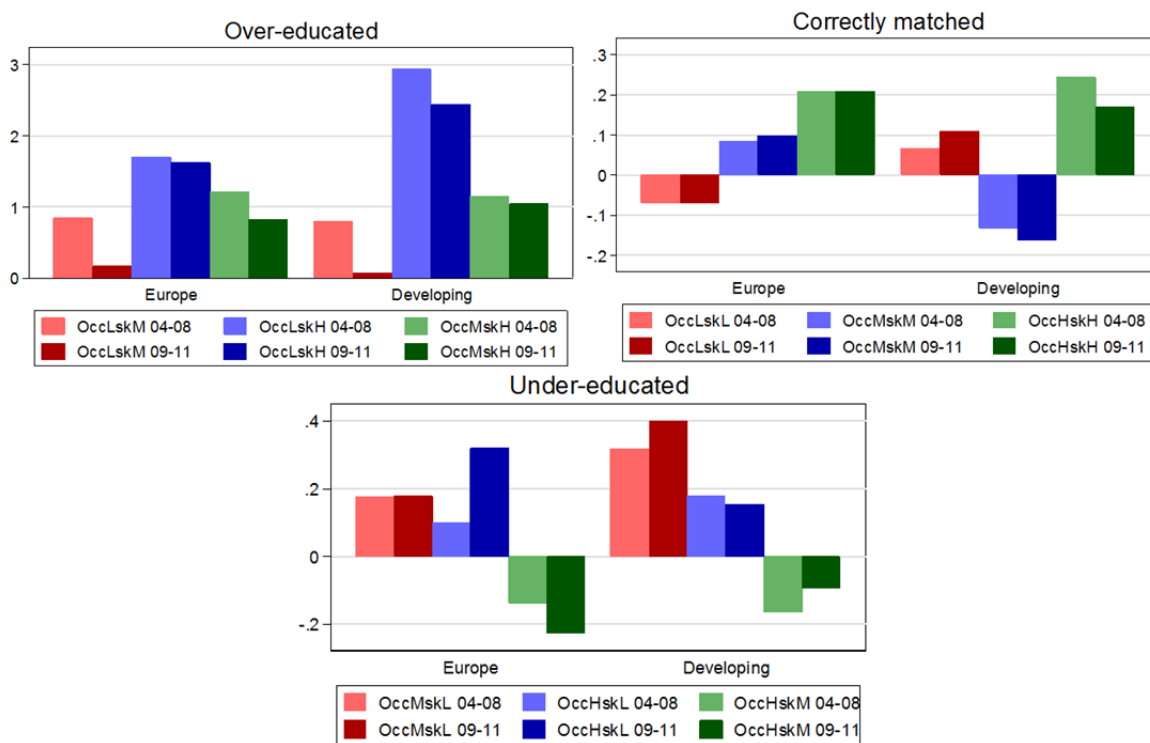 Over-educated
3
2
1
0
Europe Developing
OccLskM 04-08 OccLskH 04-08 OccMskH 04-08
OccLskM 09-11 OccLskH 09-11 OccMskH 09-11
Correctly matched
.3
.2
.1
0
-.1
-.2
Europe Developing
OccLskL 04-08 OccMskM 04-08 OccHskH 04-08
OccLskL 09-11 OccMskM 09-11 OccHskH 09-11
Under-educated
.4
.2
0
-.2
Europe Developing
OccMskL 04-08 OccHskL 04-08 OccHskM 04-08
OccMskL 09-11 OccHskL 09-11 OccHskM 09-11